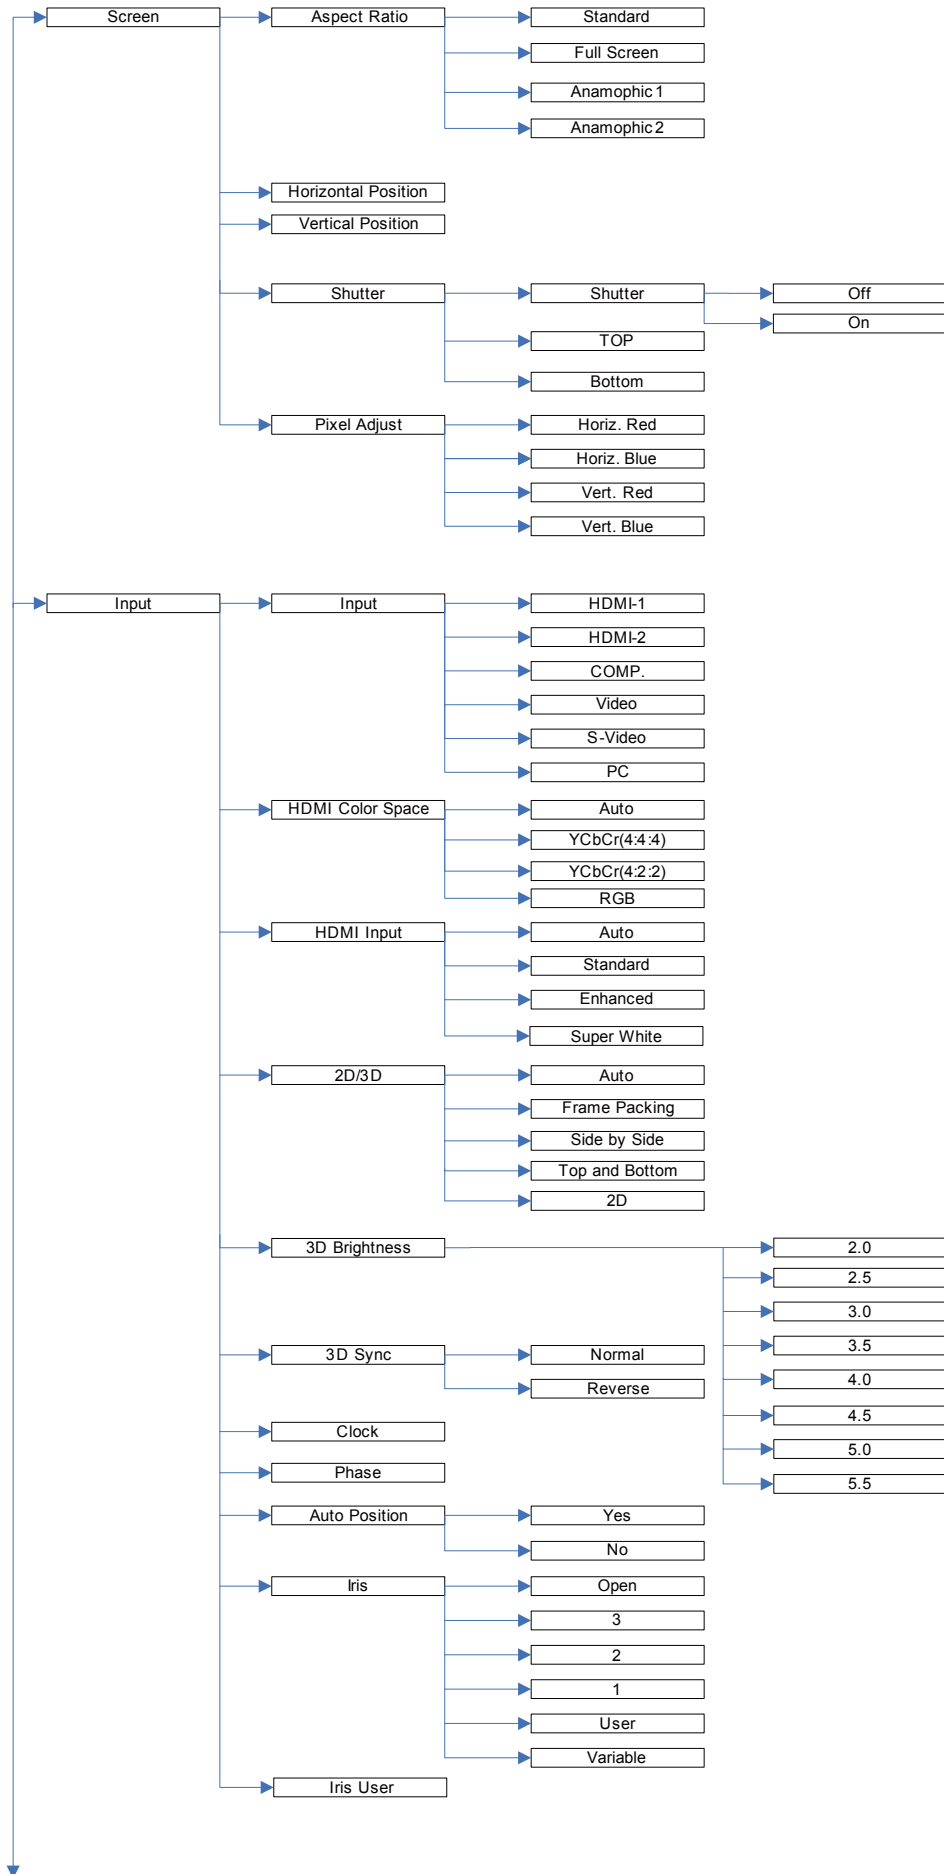 Screen
Aspect Ratio
Standard
Full Screen
Anamophic 1
Anamophic 2
Horizontal Position
Vertical Position
Shutter
Shutter
Off
On
TOP
Bottom
Pixel Adjust
Horiz. Red
Horiz. Blue
Vert. Red
Vert. Blue
Input
Input
HDMI-1
HDMI-2
COMP.
Video
S-Video
PC
HDMI Color Space
Auto
YCbCr(4:4:4)
YCbCr(4:2:2)
RGB
HDMI Input
Auto
Standard
Enhanced
Super White
2D/3D
Auto
Frame Packing
Side by Side
Top and Bottom
2D
3D Brightness
2.0
2.5
3.0
3.5
4.0
4.5
5.0
5.5
3D Sync
Normal
Reverse
Clock
Phase
Auto Position
Yes
No
Iris
Open
3
2
1
User
Variable
Iris User